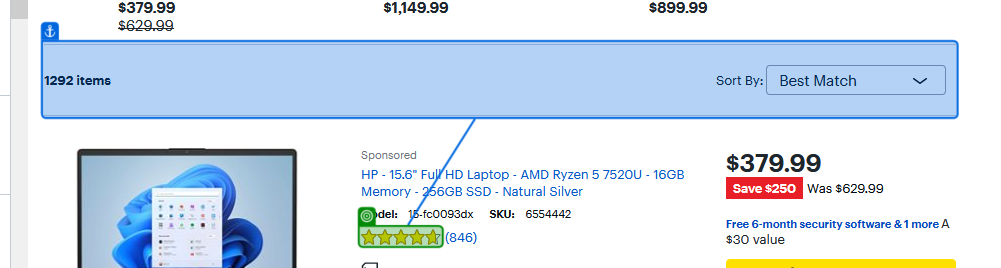 $379.99 $1,149.99 $899.99
$629.99
1292 items Sort By: Best Match
Sponsored
HP - 15.6" Full HD Laptop - AMD Ryzen 5 7520U - 16GB
Memory - 256GB SSD - Natural Silver
15-fc0093dx SKU: 6554442
(846)
$379.99
Save $250 Was $629.99
Free 6-month security software & 1 more A
$30 value